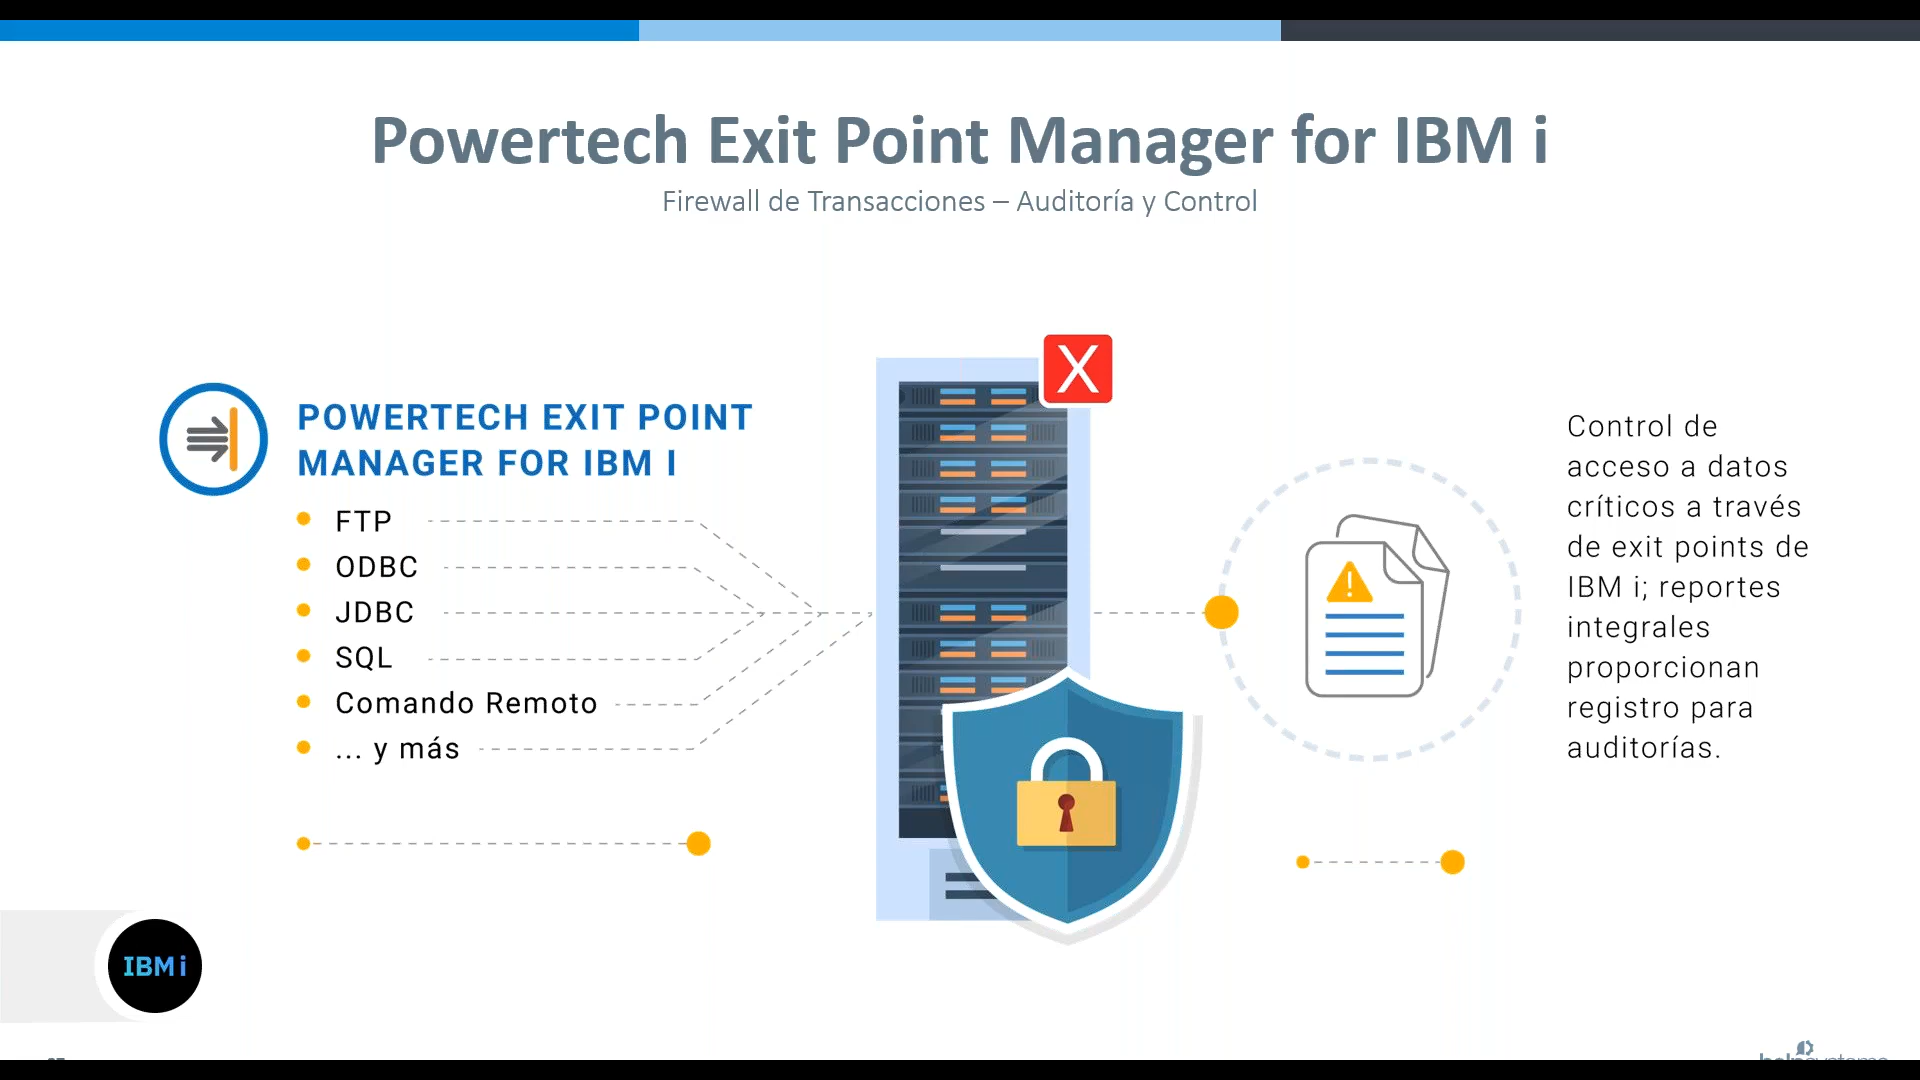 Powertech Exit Point Manager for IBM i
Firewall de Transacciones – Auditoría y Control
POWERTECH EXIT POINT
MANAGER FOR IBM I
FTP
ODBC
JDBC
SQL
Comando Remoto
... y más
X
Control de
acceso a datos
críticos a través
de exit points de
IBM i; reportes
integrales
proporcionan
registro para
auditorías.
IBM i